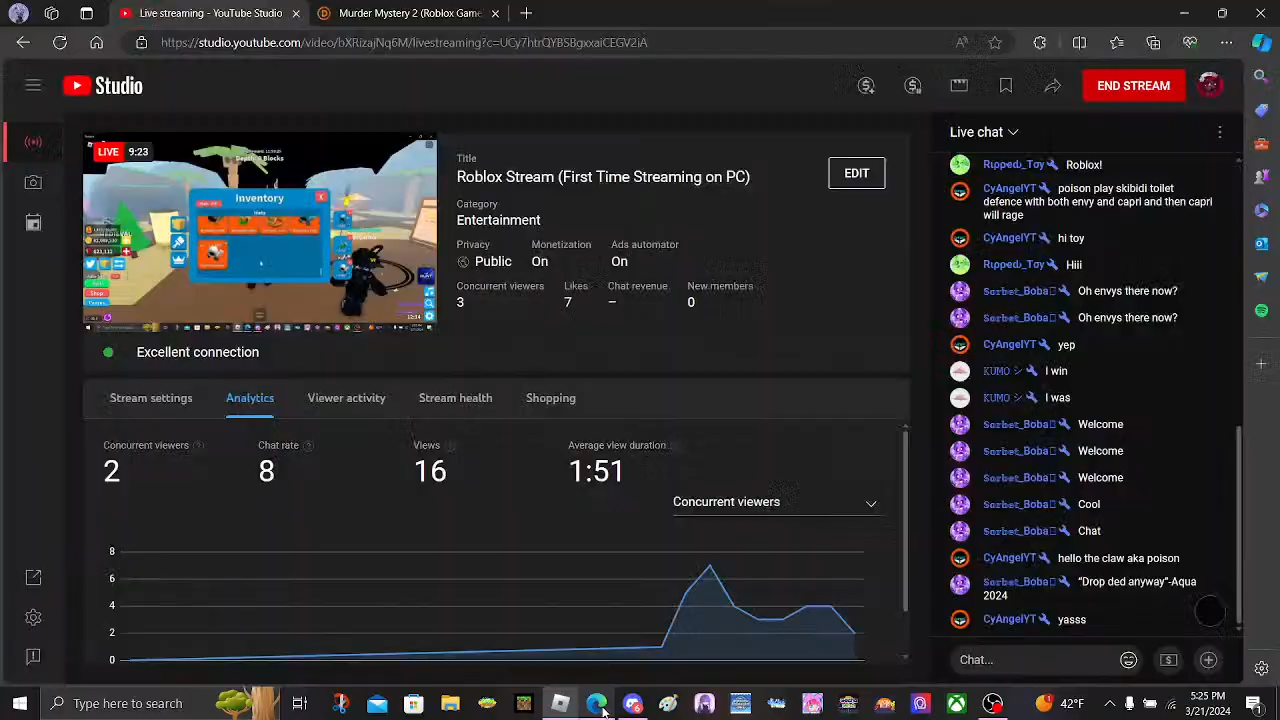 Live streaming - YouTube Studio
Murder Mystery 2 (Roblox Game
https://studio.youtube.com/video/bXRizajNq6M/livestreaming?c=UCy7htrQYBSBgxxaiCEGV2iA
Studio
END STREAM
LIVE 9:23
Inventory
Hats
Shop
Title
Roblox Stream (First Time Streaming on PC)
EDIT
Category
Entertainment
Privacy Monetization Ads automator
Public On On
Concurrent viewer Likes Chat revenue New members
3 7 – 0
Excellent connection
Stream settings Analytics Viewer activity Stream health Shopping
Concurrent viewers Chat rate Views Average view duration
2 8 16 1:51
Concurrent viewers
8
6
4
2
0
Live chat
Rıppedı_Toy Roblox!
CyAngelYT poison play skibidi toilet
defence with both envy and capri and then capri
will rage
CyAngelYT hi toy
Rıppedı_Toy Hiii
Sorbet_Boba Oh envys there now?
Sorbet_Boba Oh envys there now?
CyAngelYT yep
KUMO シ I win
KUMO シ I was
Sorbet_Boba Welcome
Sorbet_Boba Welcome
Sorbet_Boba Welcome
Sorbet_Boba Cool
Sorbet_Boba Chat
CyAngelYT hello the claw aka poison
Sorbet_Boba “Drop ded anyway”-Aqua
2024
CyAngelYT yasss
Chat...
Type here to search
42°F
5:25 PM
3/21/2024